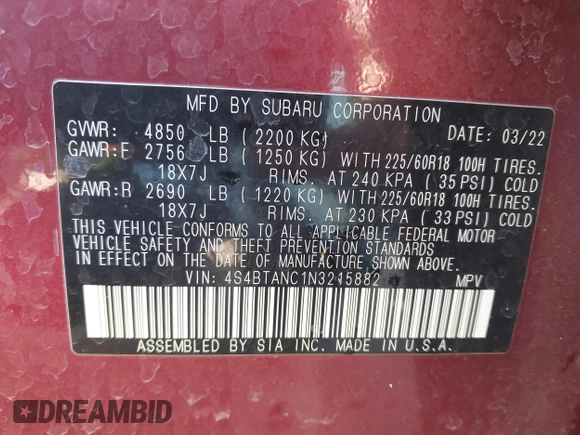 MFD BY SUBARU CORPORATION
GVWR: 4850 LB (2200 KG) DATE: 03/22
GAWR:F 2756 LB (1250 KG) WITH 225/60R18 100H TIRES.
18X7J RIMS. AT 240 KPA (35 PSI) COLD
GAWR:R 2690 LB (1220 KG) WITH 225/60R18 100H TIRES.
18X7J RIMS. AT 230 KPA (33 PSI) COLD
THIS VEHICLE CONFORMS TO ALL APPLICABLE FEDERAL MOTOR
VEHICLE SAFETY AND THEFT PREVENTION STANDARDS
IN EFFECT ON THE DATE OF MANUFACTURE SHOWN ABOVE.
VIN: 4S4BTANC1N3215882 MPV
ASSEMBLED BY SIA INC. MADE IN U.S.A.
DREAMBID